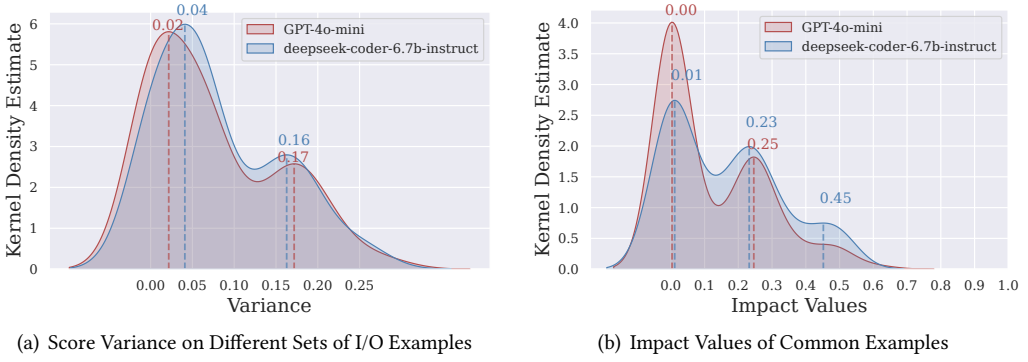 0.02
0.04
GPT-4o-mini
deepseek-coder-6.7b-instruct
0.16
0.17
Kernel Density Estimate
6
5
4
3
2
1
0
0.00 0.05 0.10 0.15 0.20 0.25
Variance
(a) Score Variance on Different Sets of I/O Examples
0.00
GPT-4o-mini
deepseek-coder-6.7b-instruct
0.01
0.23
0.25
0.45
Kernel Density Estimate
4.0
3.5
3.0
2.5
2.0
1.5
1.0
0.5
0.0
0.0 0.1 0.2 0.3 0.4 0.5 0.6 0.7 0.8 0.9 1.0
Impact Values
(b) Impact Values of Common Examples